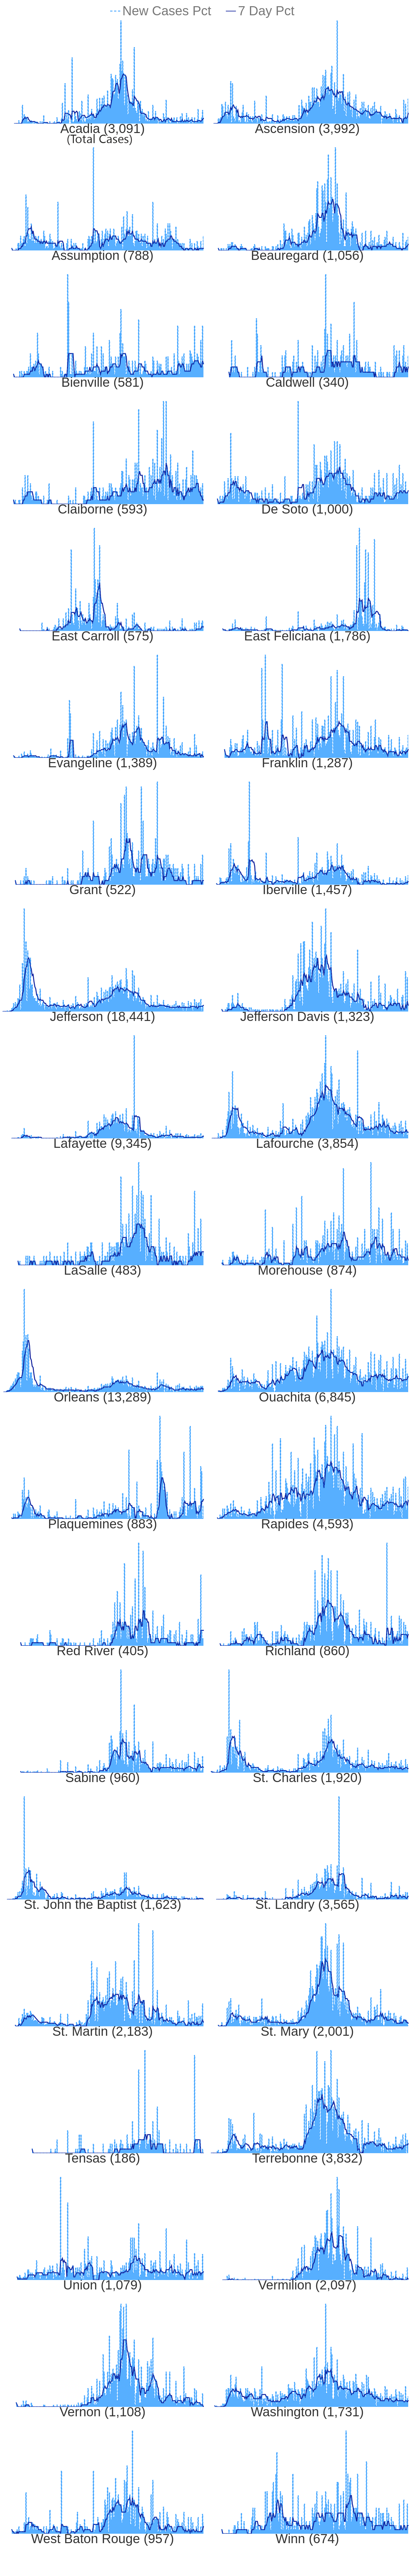 New Cases Pct 7 Day Pct
Acadia (3,091) Ascension (3,992)
(Total Cases)
Assumption (788) Beauregard (1,056)
Bienville (581) Caldwell (340)
Claiborne (593) De Soto (1,000)
East Carroll (575) East Feliciana (1,786)
Evangeline (1,389) Franklin (1,287)
Grant (522) Iberville (1,457)
Jefferson (18,441) Jefferson Davis (1,323)
Lafayette (9,345) Lafourche (3,854)
LaSalle (483) Morehouse (874)
Orleans (13,289) Ouachita (6,845)
Plaquemines (883) Rapides (4,593)
Red River (405) Richland (860)
Sabine (960) St. Charles (1,920)
St. John the Baptist (1,623) St. Landry (3,565)
St. Martin (2,183) St. Mary (2,001)
Tensas (186) Terrebonne (3,832)
Union (1,079) Vermilion (2,097)
Vernon (1,108) Washington (1,731)
West Baton Rouge (957) Winn (674)